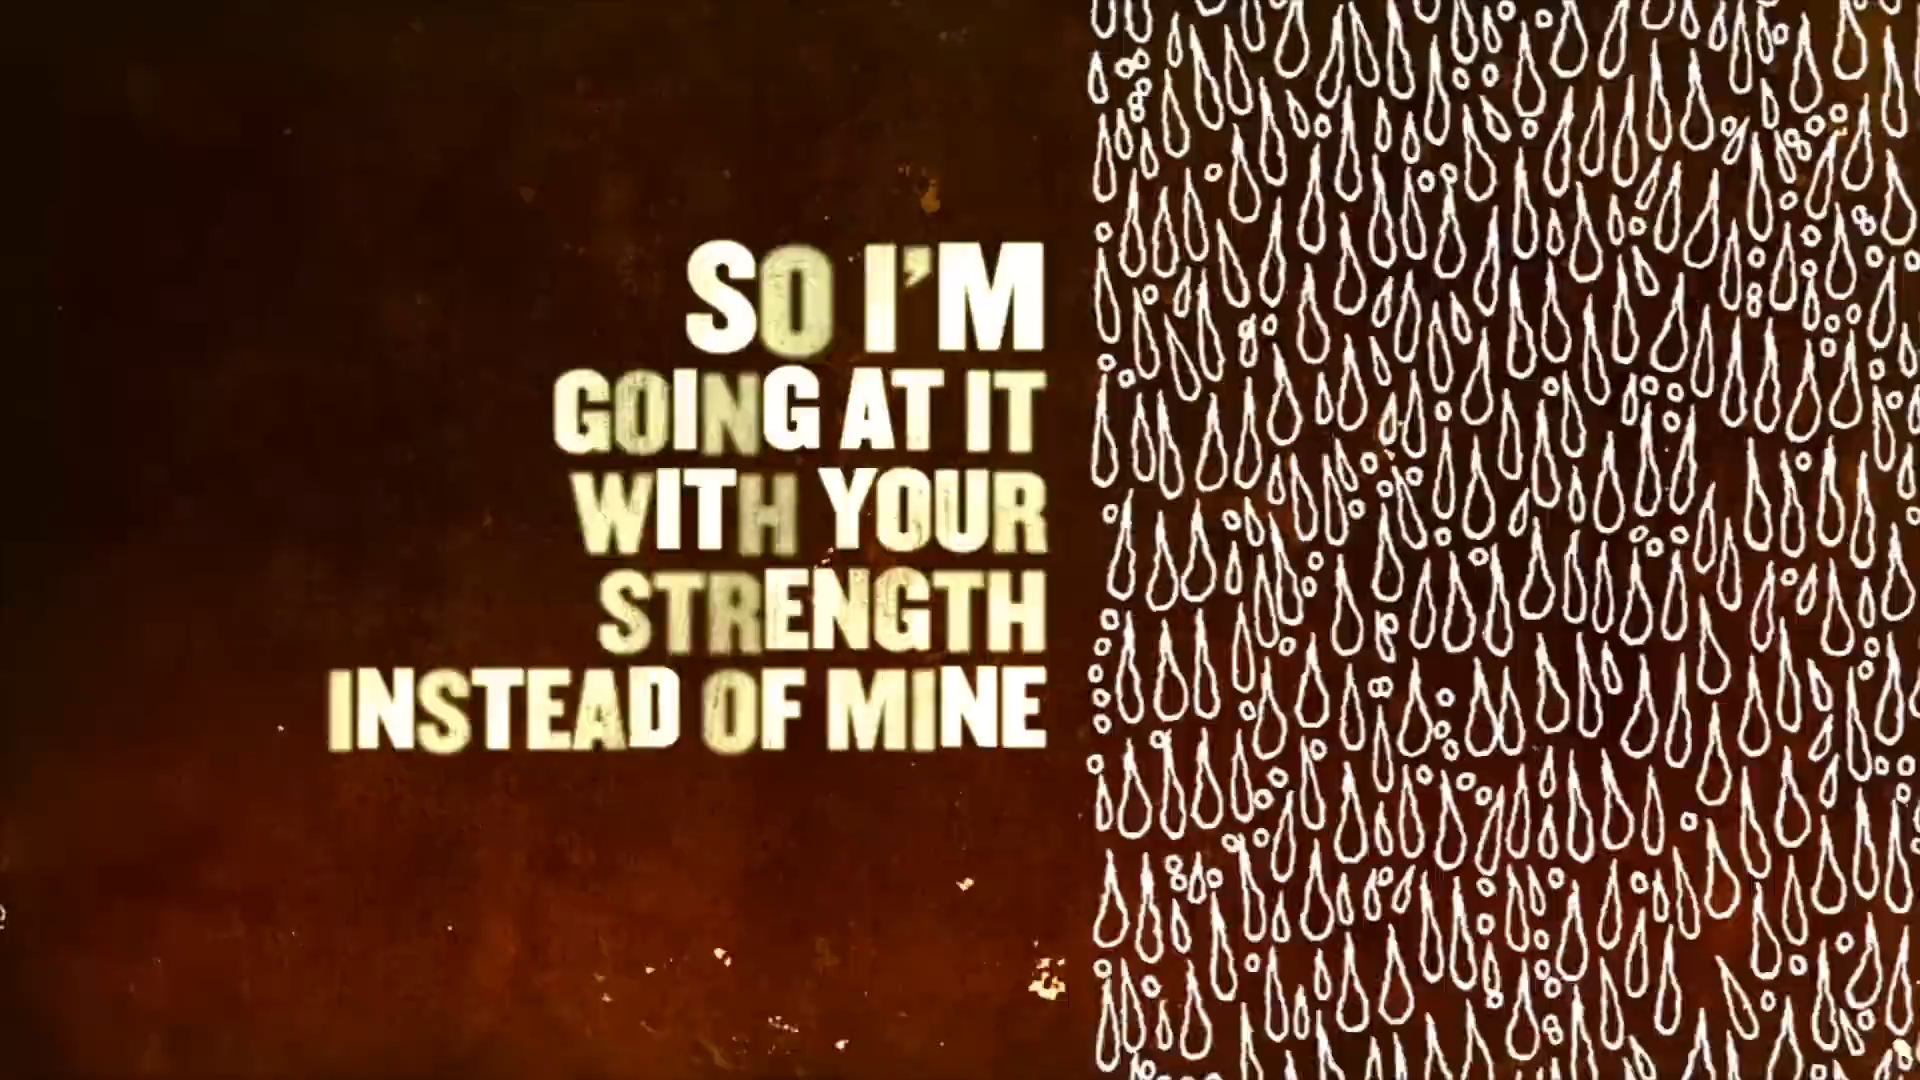 SO I'M
GOING AT IT
WITH YOUR
STRENGTH
INSTEAD OF MINE